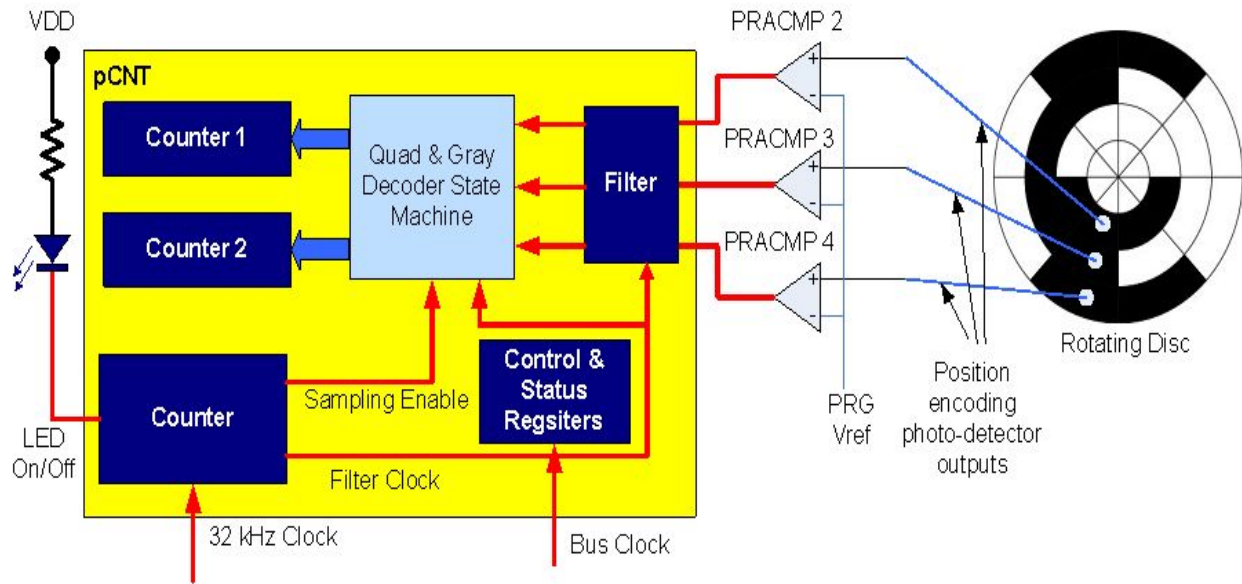 VDD
pCNT
Counter 1
Counter 2
Quad & Gray
Decoder State
Machine
Filter
PRACMP 2
+
-
PRACMP 3
+
-
PRACMP 4
+
-
Rotating Disc
Position
encoding
photo-detector
outputs
PRG
Vref
Counter
Sampling Enable
Control &
Status
Regsiters
Filter Clock
LED
On/Off
32 kHz Clock
Bus Clock